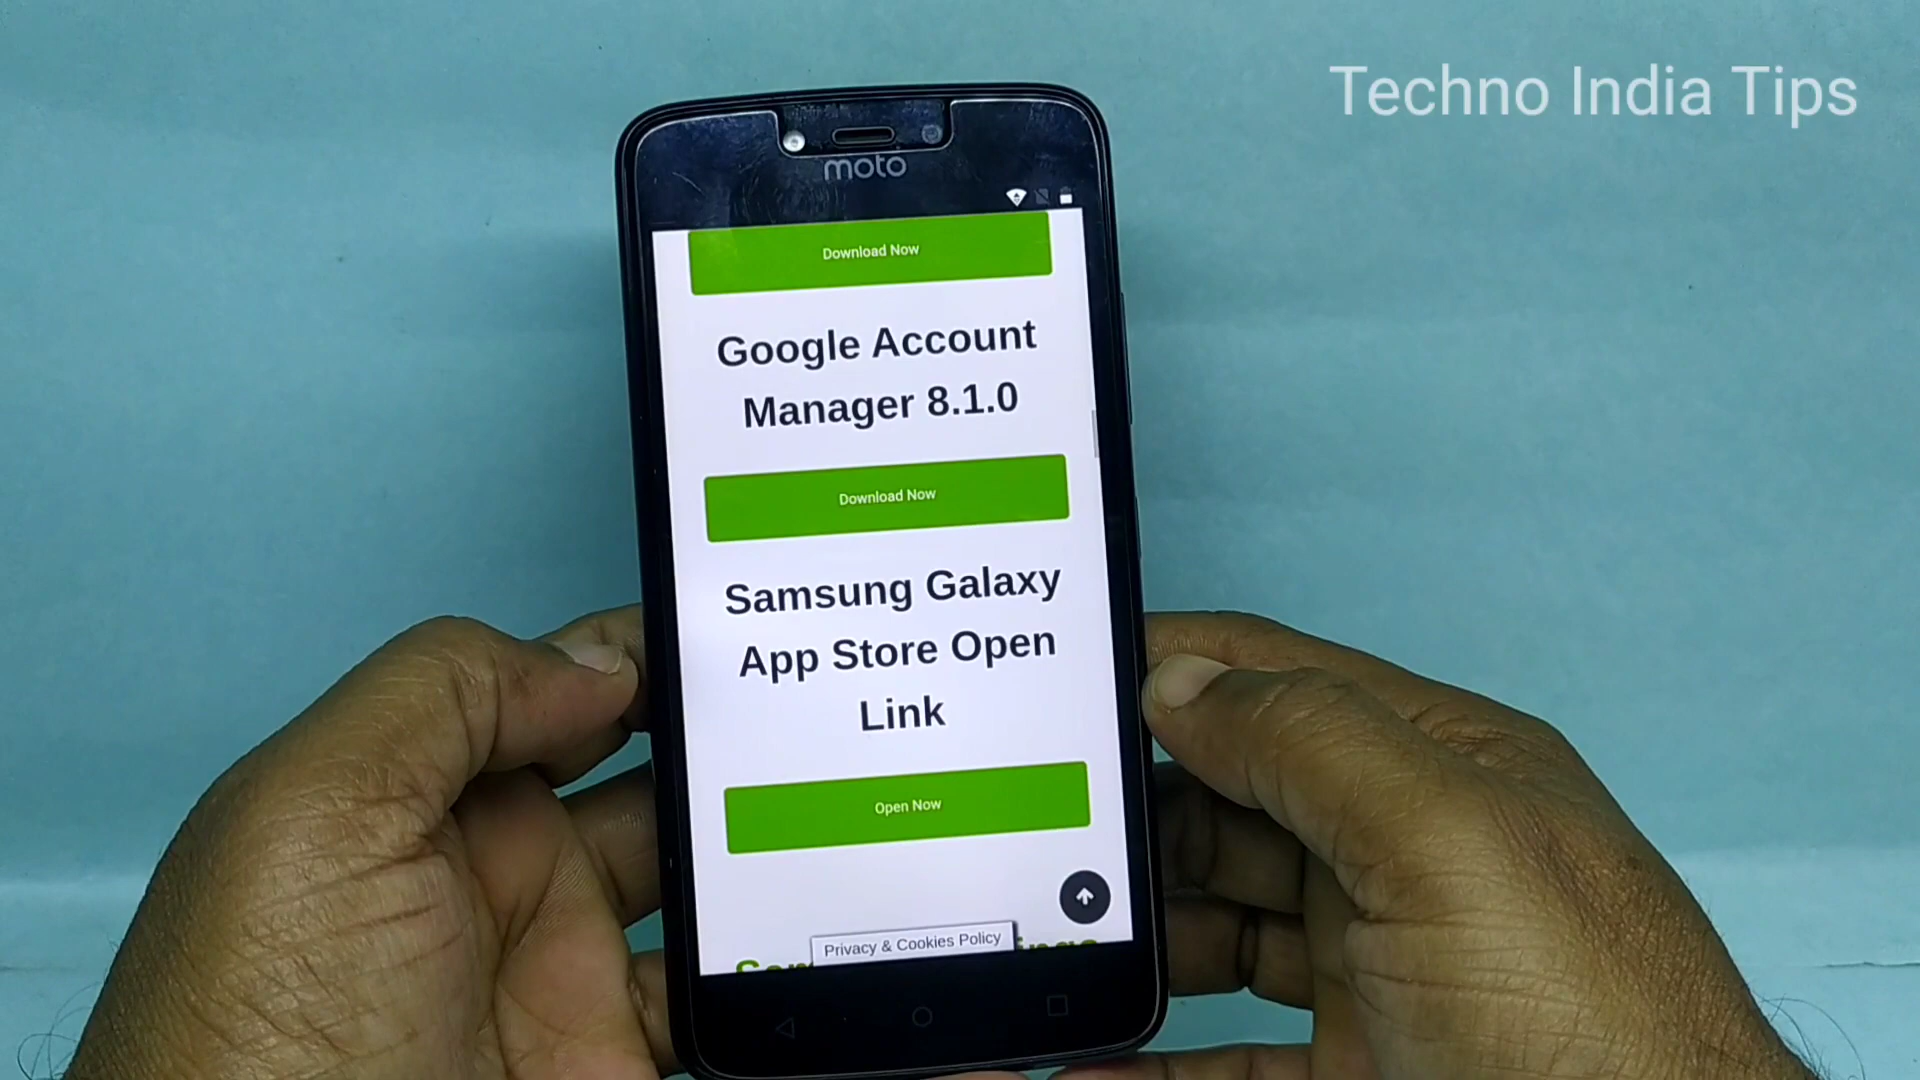 Techno India Tips
moto
Download Now
Google Account
Manager 8.1.0
Download Now
Samsung Galaxy
App Store Open
Link
Open Now
Privacy & Cookies Policy